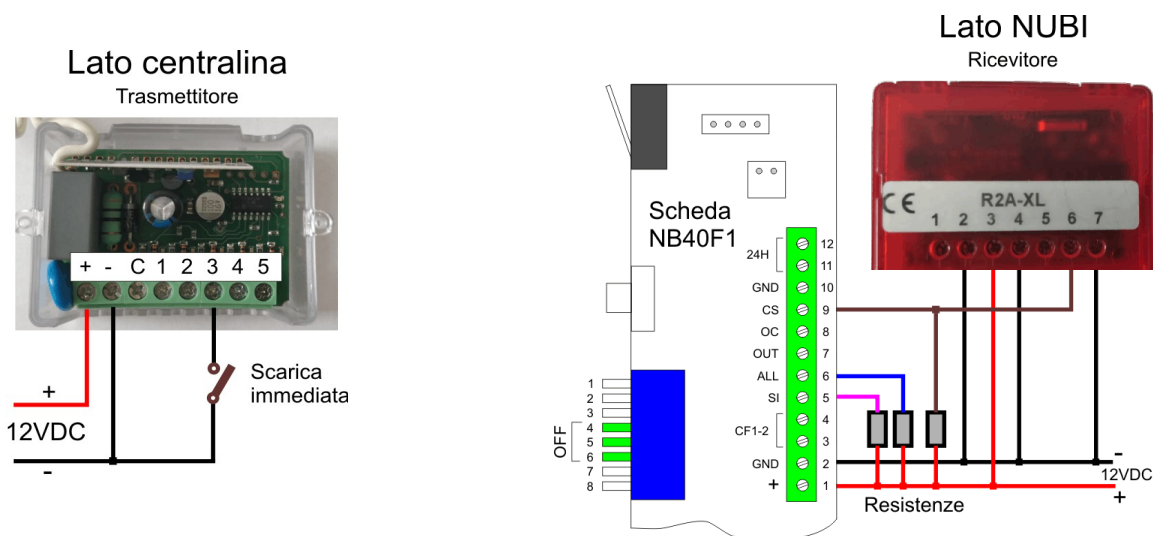 Lato centralina
Trasmettitore
+ - C 1 2 3 4 5
Scarica
immediata
+
12VDC
-
Lato NUBI
Ricevitore
CE
R2A-XL
1 2 3 4 5 6 7
Scheda
NB40F1
12
24H
11
GND 10
CS 9
OC 8
OUT 7
ALL 6
SI 5
4
CF1-2
3
GND 2
+ 1
1
2
3
4
5
6
7
8
OFF
-
12VDC
+
Resistenze